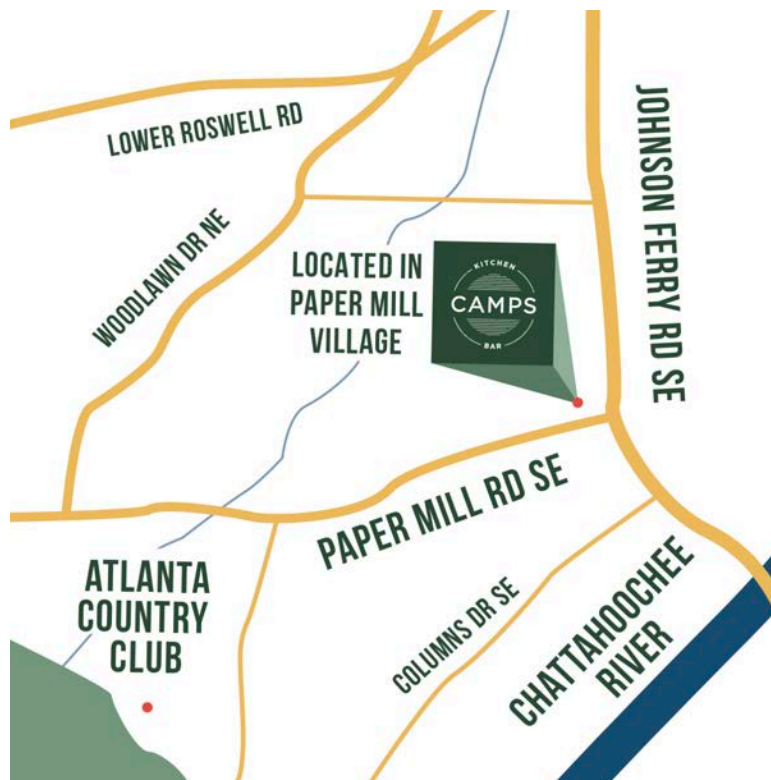 LOWER ROSWELL RD
JOHNSON FERRY RD SE
WOODLAWN DR NE
LOCATED IN
PAPER MILL
VILLAGE
KITCHEN
CAMPS
BAR
PAPER MILL RD SE
ATLANTA
COUNTRY
CLUB
COLUMNS DR SE
CHATTAHOOCHEE
RIVER